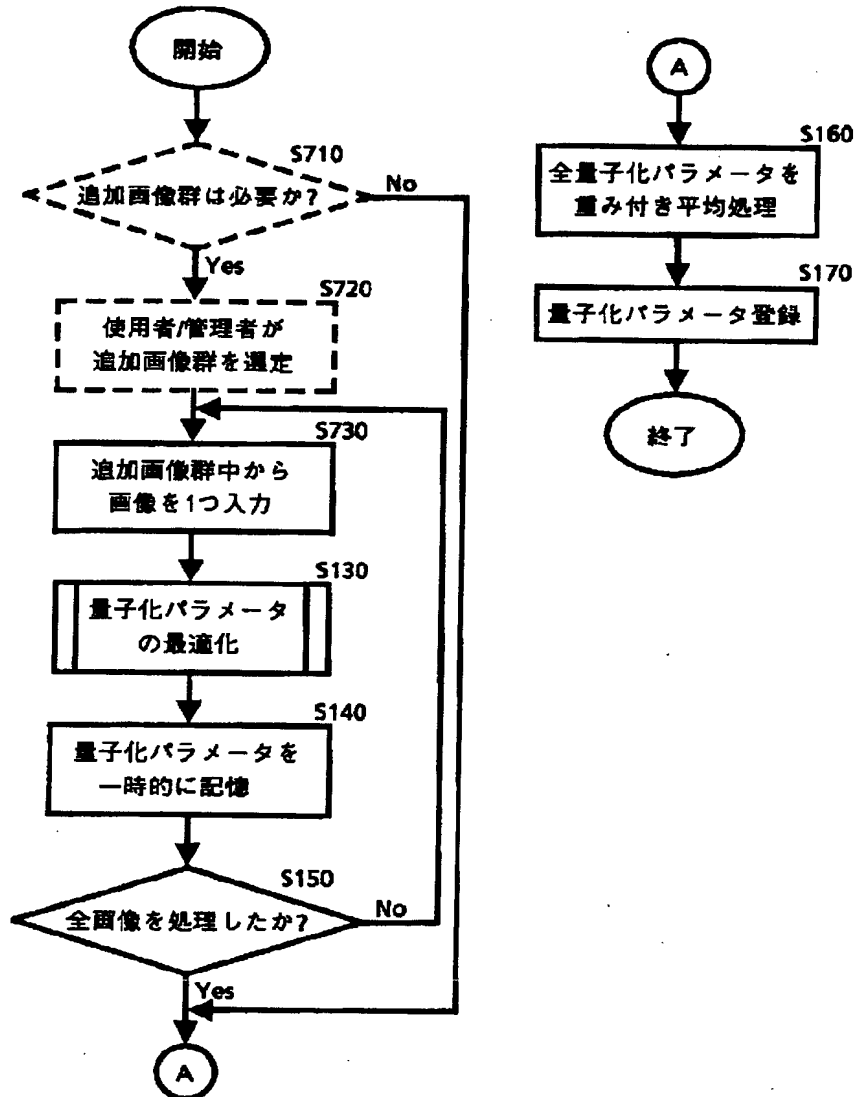 開始
S710
追加画像群は必要か?
No
Yes
S720
使用者/管理者が
追加画像群を選定
S730
追加画像群中から
画像を1つ入力
S130
量子化パラメータ
の最適化
S140
量子化パラメータを
一時的に記憶
S150
全画像を処理したか?
No
Yes
A
A
S160
全量子化パラメータを
重み付き平均処理
S170
量子化パラメータ登録
終了